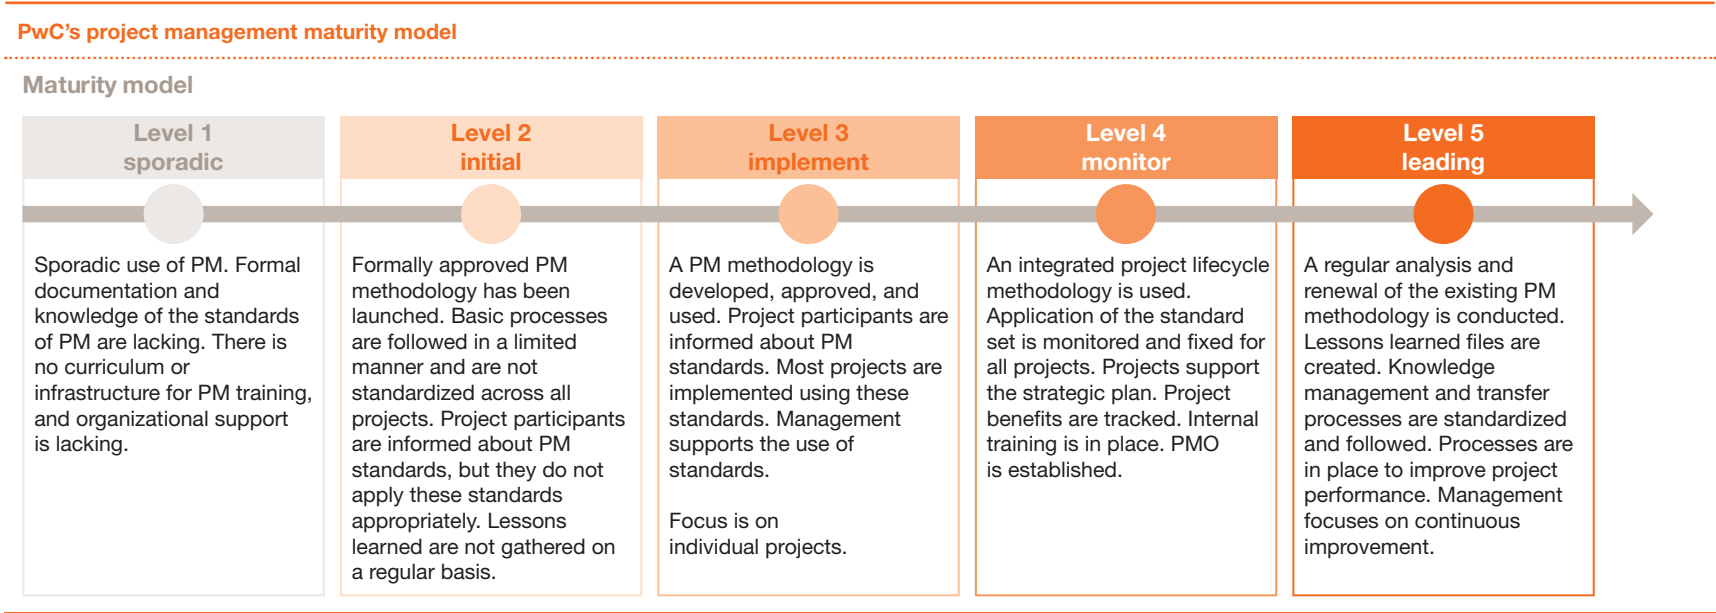 PwC’s project management maturity model
Maturity model
Level 1
sporadic
Sporadic use of PM. Formal
documentation and
knowledge of the standards
of PM are lacking. There is
no curriculum or
infrastructure for PM training,
and organizational support
is lacking.
Level 2
initial
Formally approved PM
methodology has been
launched. Basic processes
are followed in a limited
manner and are not
standardized across all
projects. Project participants
are informed about PM
standards, but they do not
apply these standards
appropriately. Lessons
learned are not gathered on
a regular basis.
Level 3
implement
A PM methodology is
developed, approved, and
used. Project participants are
informed about PM
standards. Most projects are
implemented using these
standards. Management
supports the use of
standards.
Focus is on
individual projects.
Level 4
monitor
An integrated project lifecycle
methodology is used.
Application of the standard
set is monitored and fixed for
all projects. Projects support
the strategic plan. Project
benefits are tracked. Internal
training is in place. PMO
is established.
Level 5
leading
A regular analysis and
renewal of the existing PM
methodology is conducted.
Lessons learned files are
created. Knowledge
management and transfer
processes are standardized
and followed. Processes are
in place to improve project
performance. Management
focuses on continuous
improvement.